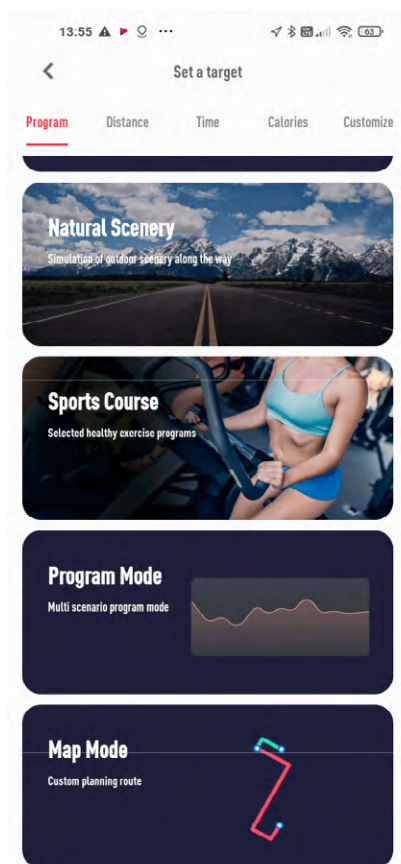 13:55
63
Set a target
Program Distance Time Calories Customize
Natural Scenery
Simulation of outdoor scenery along the way
Sports Course
Selected healthy exercise programs
Program Mode
Multi scenario program mode
Map Mode
Custom planning route